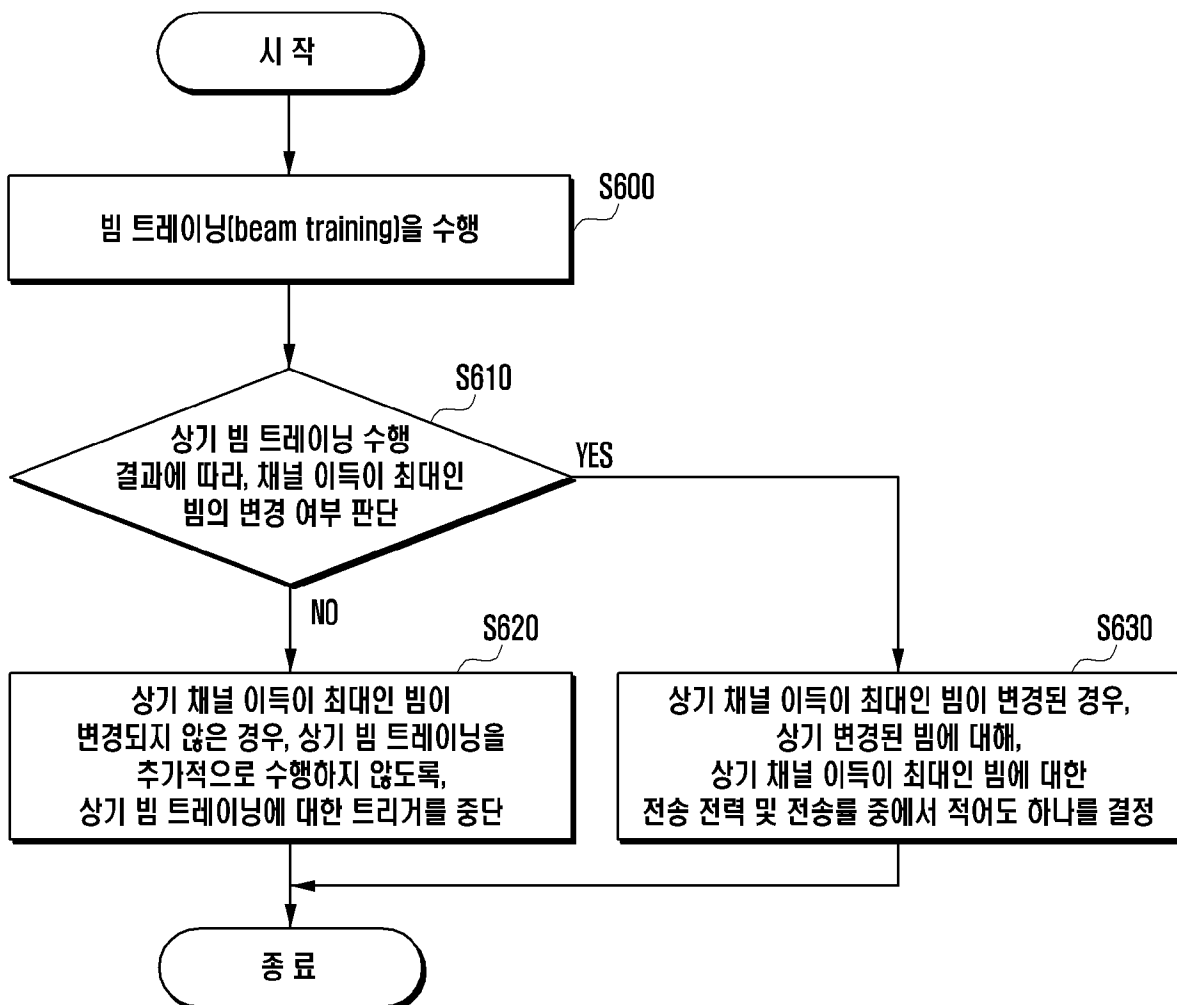 시 작
S600
빔 트레이닝(beam training)을 수행
S610
상기 빔 트레이닝 수행
결과에 따라, 채널 이득이 최대인
빔의 변경 여부 판단
YES
NO
S620
상기 채널 이득이 최대인 빔이
변경되지 않은 경우, 상기 빔 트레이닝을
추가적으로 수행하지 않도록,
상기 빔 트레이닝에 대한 트리거를 중단
S630
상기 채널 이득이 최대인 빔이 변경된 경우,
상기 변경된 빔에 대해,
상기 채널 이득이 최대인 빔에 대한
전송 전력 및 전송률 중에서 적어도 하나를 결정
종 료